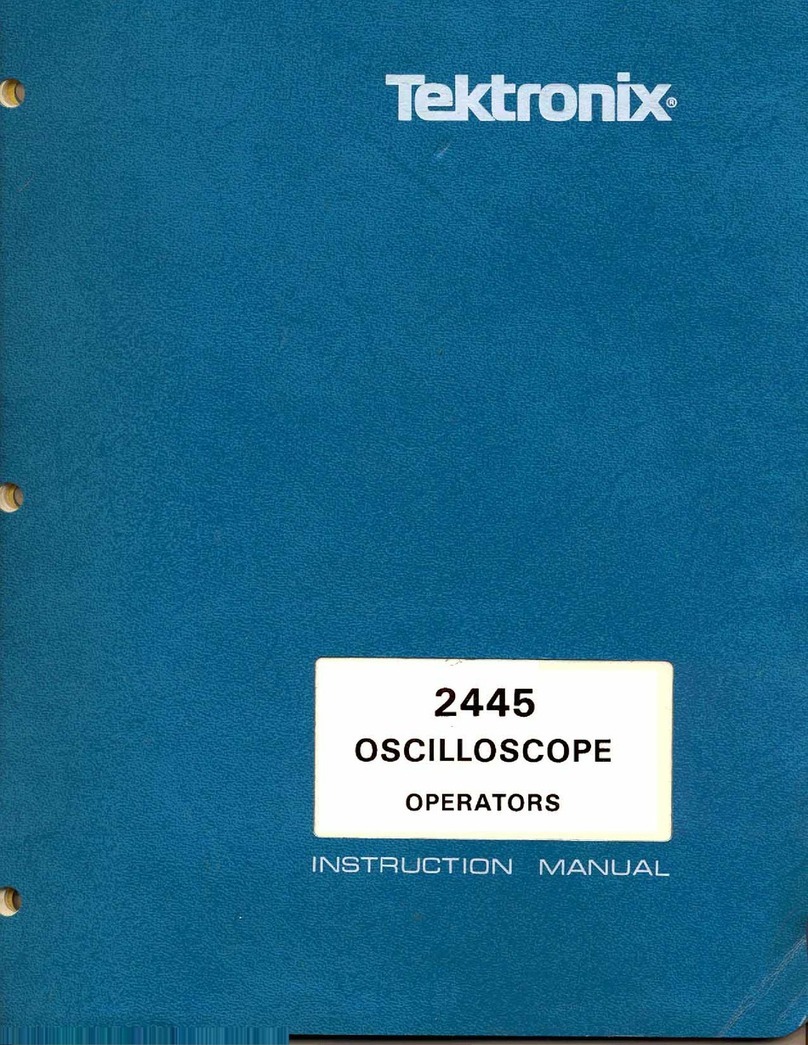 Tektronix®
2445
OSCILLOSCOPE
OPERATORS
INSTRUCTION MANUAL